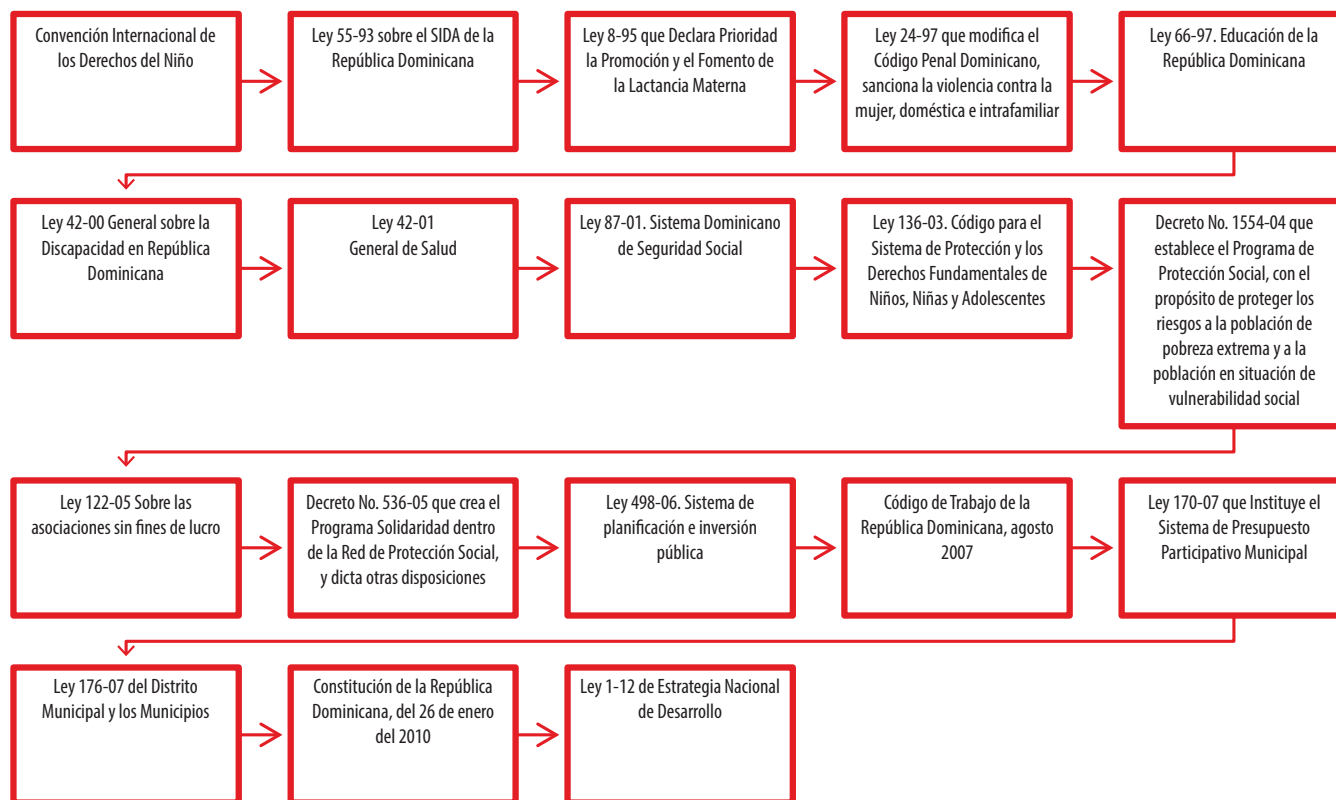 Convención Internacional de
los Derechos del Niño
Ley 55-93 sobre el SIDA de la
República Dominicana
Ley 8-95 que Declara Prioridad
la Promoción y el Fomento de
la Lactancia Materna
Ley 24-97 que modifica el
Código Penal Dominicano,
sanciona la violencia contra la
mujer, doméstica e intrafamiliar
Ley 66-97. Educación de la
República Dominicana
Ley 42-00 General sobre la
Discapacidad en República
Dominicana
Ley 42-01
General de Salud
Ley 87-01. Sistema Dominicano
de Seguridad Social
Ley 136-03. Código para el
Sistema de Protección y los
Derechos Fundamentales de
Niños, Niñas y Adolescentes
Decreto No. 1554-04 que
establece el Programa de
Protección Social, con el
propósito de proteger los
riesgos a la población de
pobreza extrema y a la
población en situación de
vulnerabilidad social
Ley 122-05 Sobre las
asociaciones sin fines de lucro
Decreto No. 536-05 que crea el
Programa Solidaridad dentro
de la Red de Protección Social,
y dicta otras disposiciones
Ley 498-06. Sistema de
planificación e inversión
pública
Código de Trabajo de la
República Dominicana, agosto
2007
Ley 170-07 que Instituye el
Sistema de Presupuesto
Participativo Municipal
Ley 176-07 del Distrito
Municipal y los Municipios
Constitución de la República
Dominicana, del 26 de enero
del 2010
Ley 1-12 de Estrategia Nacional
de Desarrollo